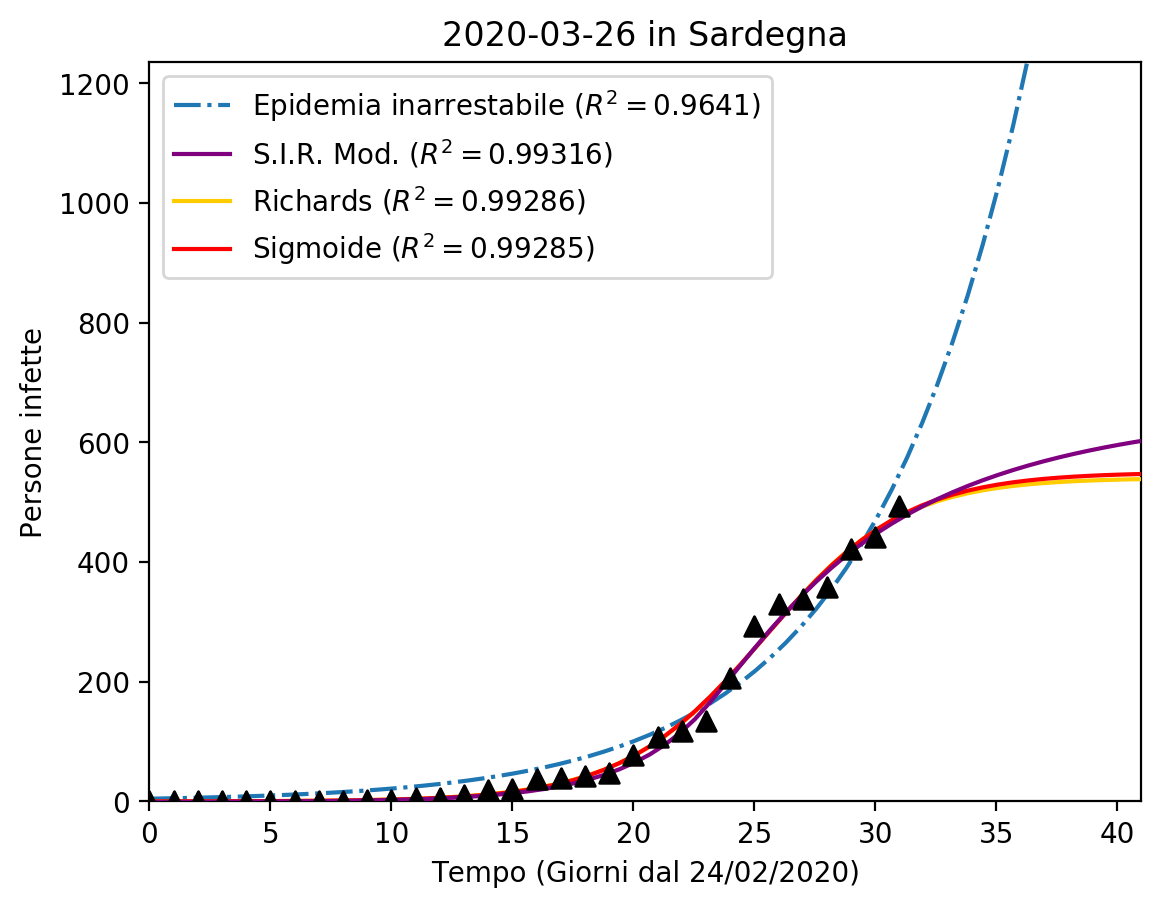 2020-03-26 in Sardegna
Epidemia inarrestabile (R² = 0.9641)
S.I.R. Mod. (R² = 0.99316)
Richards (R² = 0.99286)
Sigmoide (R² = 0.99285)
Persone infette
1200
1000
800
600
400
200
0
0 5 10 15 20 25 30 35 40
Tempo (Giorni dal 24/02/2020)